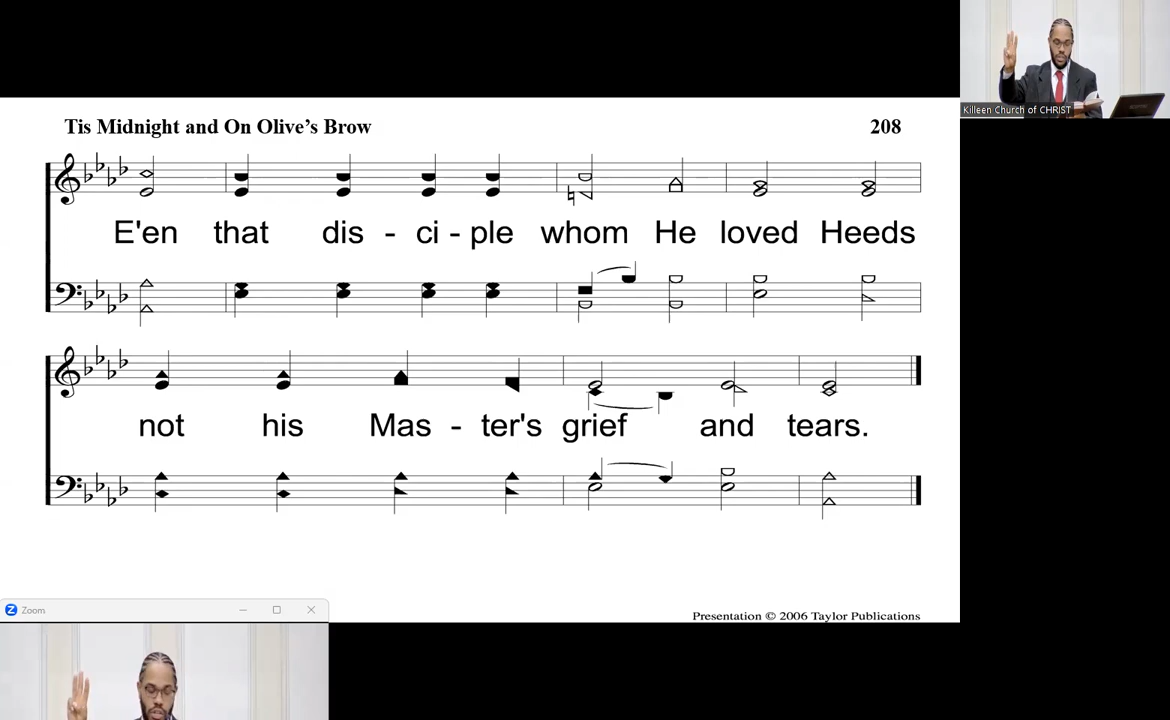 Tis Midnight and On Olive's Brow 208
Killeen Church of CHRIST
E'en that dis - ci - ple whom He loved Heeds
not his Mas - ter's grief and tears.
Zoom
Presentation © 2006 Taylor Publications